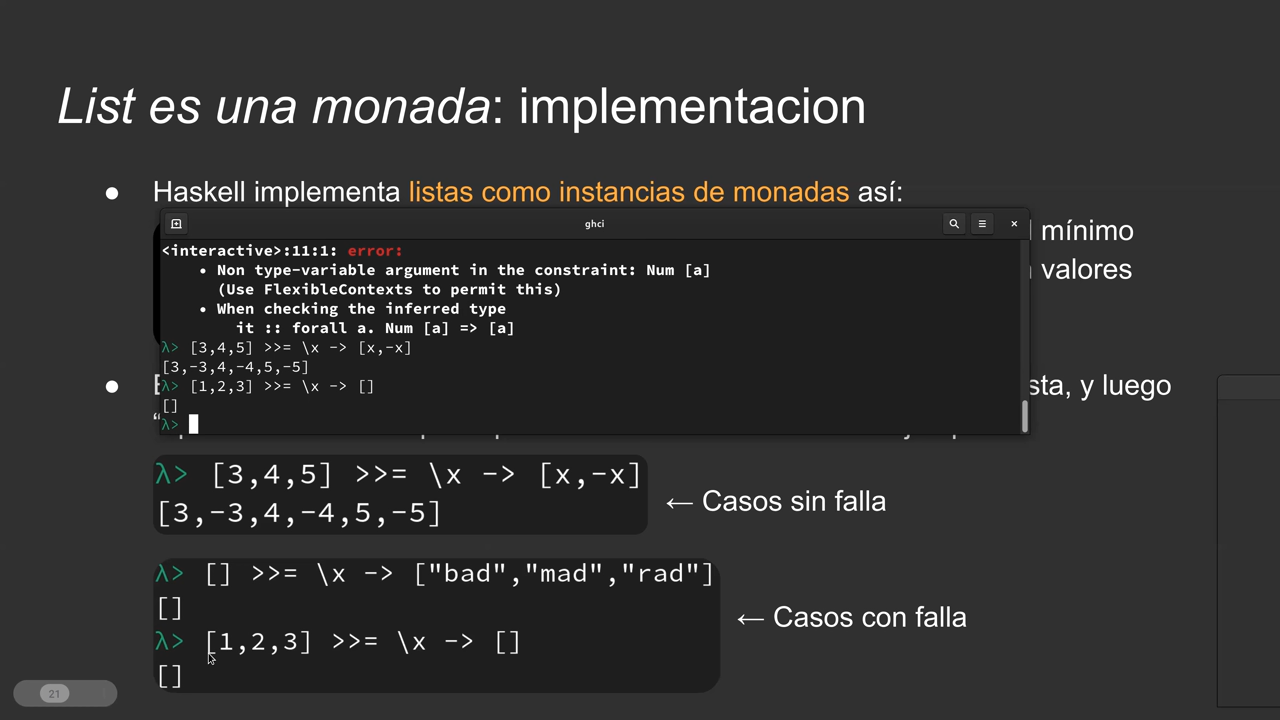 List es una monada: implementacion
● Haskell implementa listas como instancias de monadas así:
mínimo
valores
ghci
<interactive>:11:1: error:
• Non type-variable argument in the constraint: Num [a]
(Use FlexibleContexts to permit this)
• When checking the inferred type
it :: forall a. Num [a] => [a]
λ> [3,4,5] >>= \x -> [x,-x]
[3,-3,4,-4,5,-5]
λ> [1,2,3] >>= \x -> []
[]
λ>
● sta, y luego
λ> [3,4,5] >>= \x -> [x,-x]
[3,-3,4,-4,5,-5]
← Casos sin falla
λ> [] >>= \x -> ["bad","mad","rad"]
[]
λ> [1,2,3] >>= \x -> []
[]
← Casos con falla
21